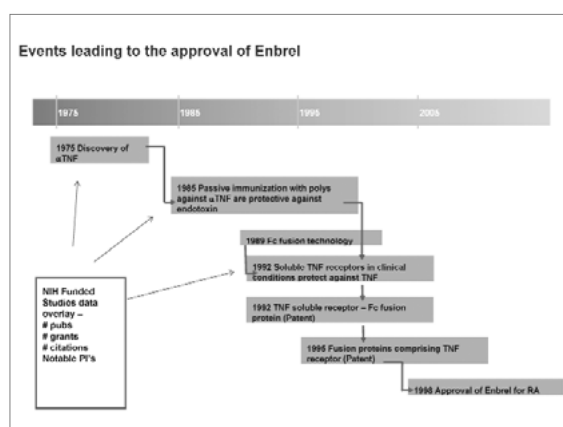 Events leading to the approval of Enbrel
1975
1985
1995
2005
1975 Discovery of
αTNF
1985 Passive immunization with polys
against αTNF are protective against
endotoxin
1989 Fc fusion technology
1992 Soluble TNF receptors in clinical
conditions protect against TNF
1992 TNF soluble receptor – Fc fusion
protein (Patent)
1995 Fusion proteins comprising TNF
receptor (Patent)
1998 Approval of Enbrel for RA
NIH Funded
Studies data
overlay –
# pubs
# grants
# citations
Notable PI's